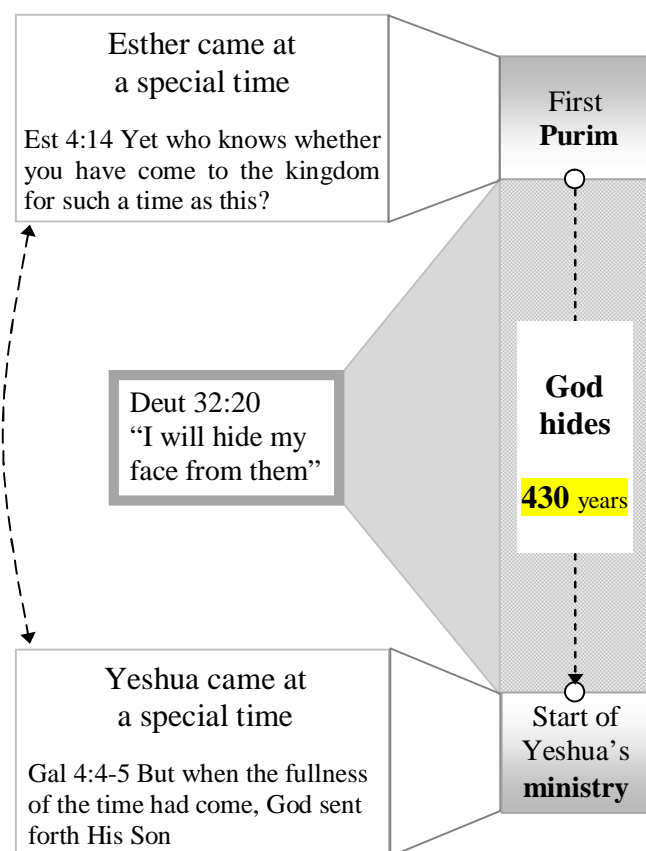 Esther came at
a special time
Est 4:14 Yet who knows whether
you have come to the kingdom
for such a time as this?
First
Purim
Deut 32:20
“I will hide my
face from them”
God
hides
430 years
Yeshua came at
a special time
Gal 4:4-5 But when the fullness
of the time had come, God sent
forth His Son
Start of
Yeshua’s
ministry